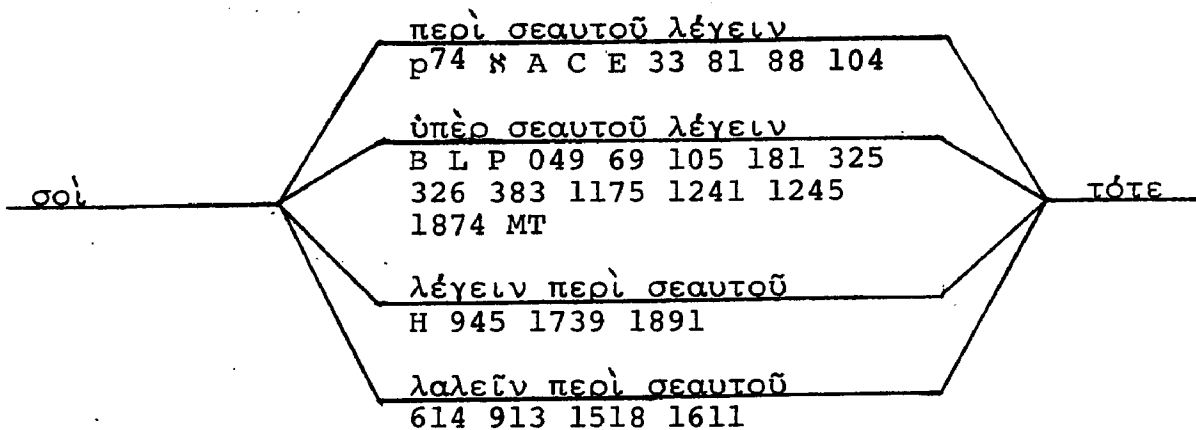 περὶ σεαυτοῦ λέγειν
p74 א A C E 33 81 88 104
ὑπὲρ σεαυτοῦ λέγειν
B L P 049 69 105 181 325
326 383 1175 1241 1245
1874 MT
σοὶ
τότε
λέγειν περὶ σεαυτοῦ
H 945 1739 1891
λαλεῖν περὶ σεαυτοῦ
614 913 1518 1611